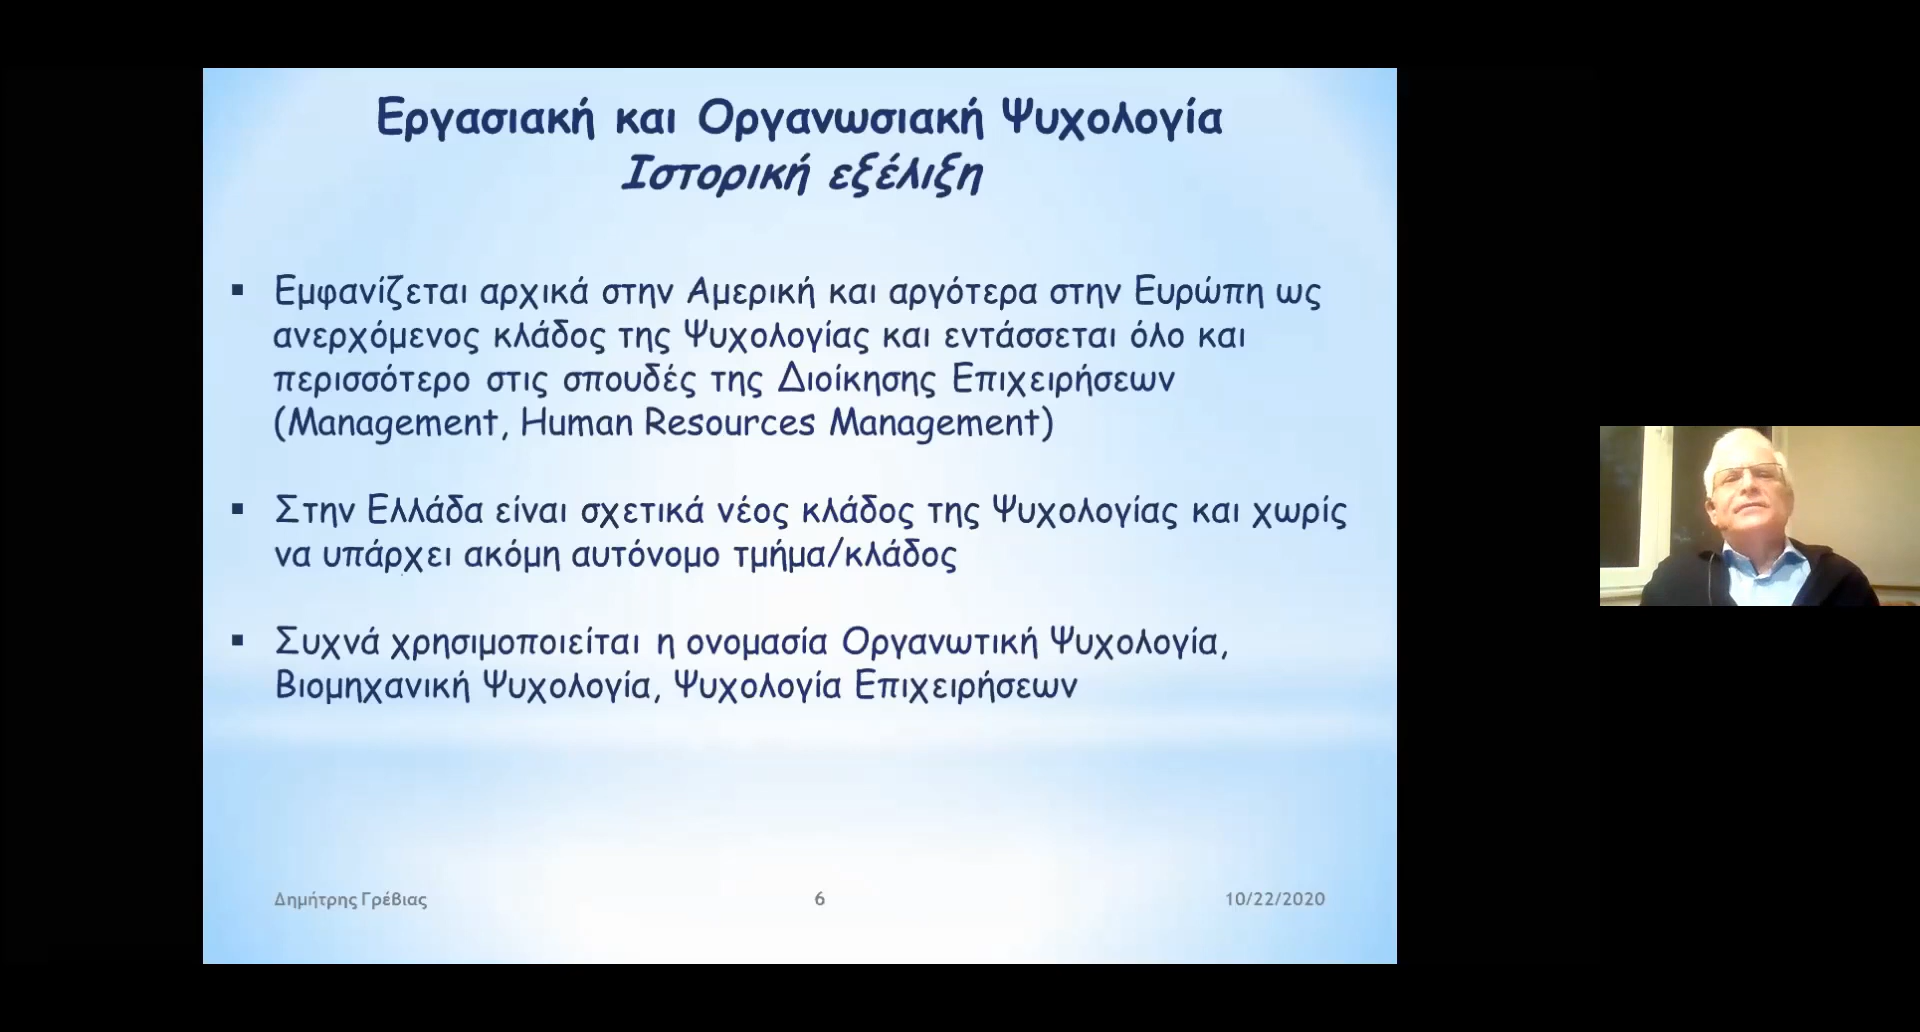 Εργασιακή και Οργανωσιακή Ψυχολογία
Ιστορική εξέλιξη
▪ Εμφανίζεται αρχικά στην Αμερική και αργότερα στην Ευρώπη ως
ανερχόμενος κλάδος της Ψυχολογίας και εντάσσεται όλο και
περισσότερο στις σπουδές της Διοίκησης Επιχειρήσεων
(Management, Human Resources Management)
▪ Στην Ελλάδα είναι σχετικά νέος κλάδος της Ψυχολογίας και χωρίς
να υπάρχει ακόμη αυτόνομο τμήμα/κλάδος
▪ Συχνά χρησιμοποιείται η ονομασία Οργανωτική Ψυχολογία,
Βιομηχανική Ψυχολογία, Ψυχολογία Επιχειρήσεων
Δημήτρης Γρέβιας 6 10/22/2020